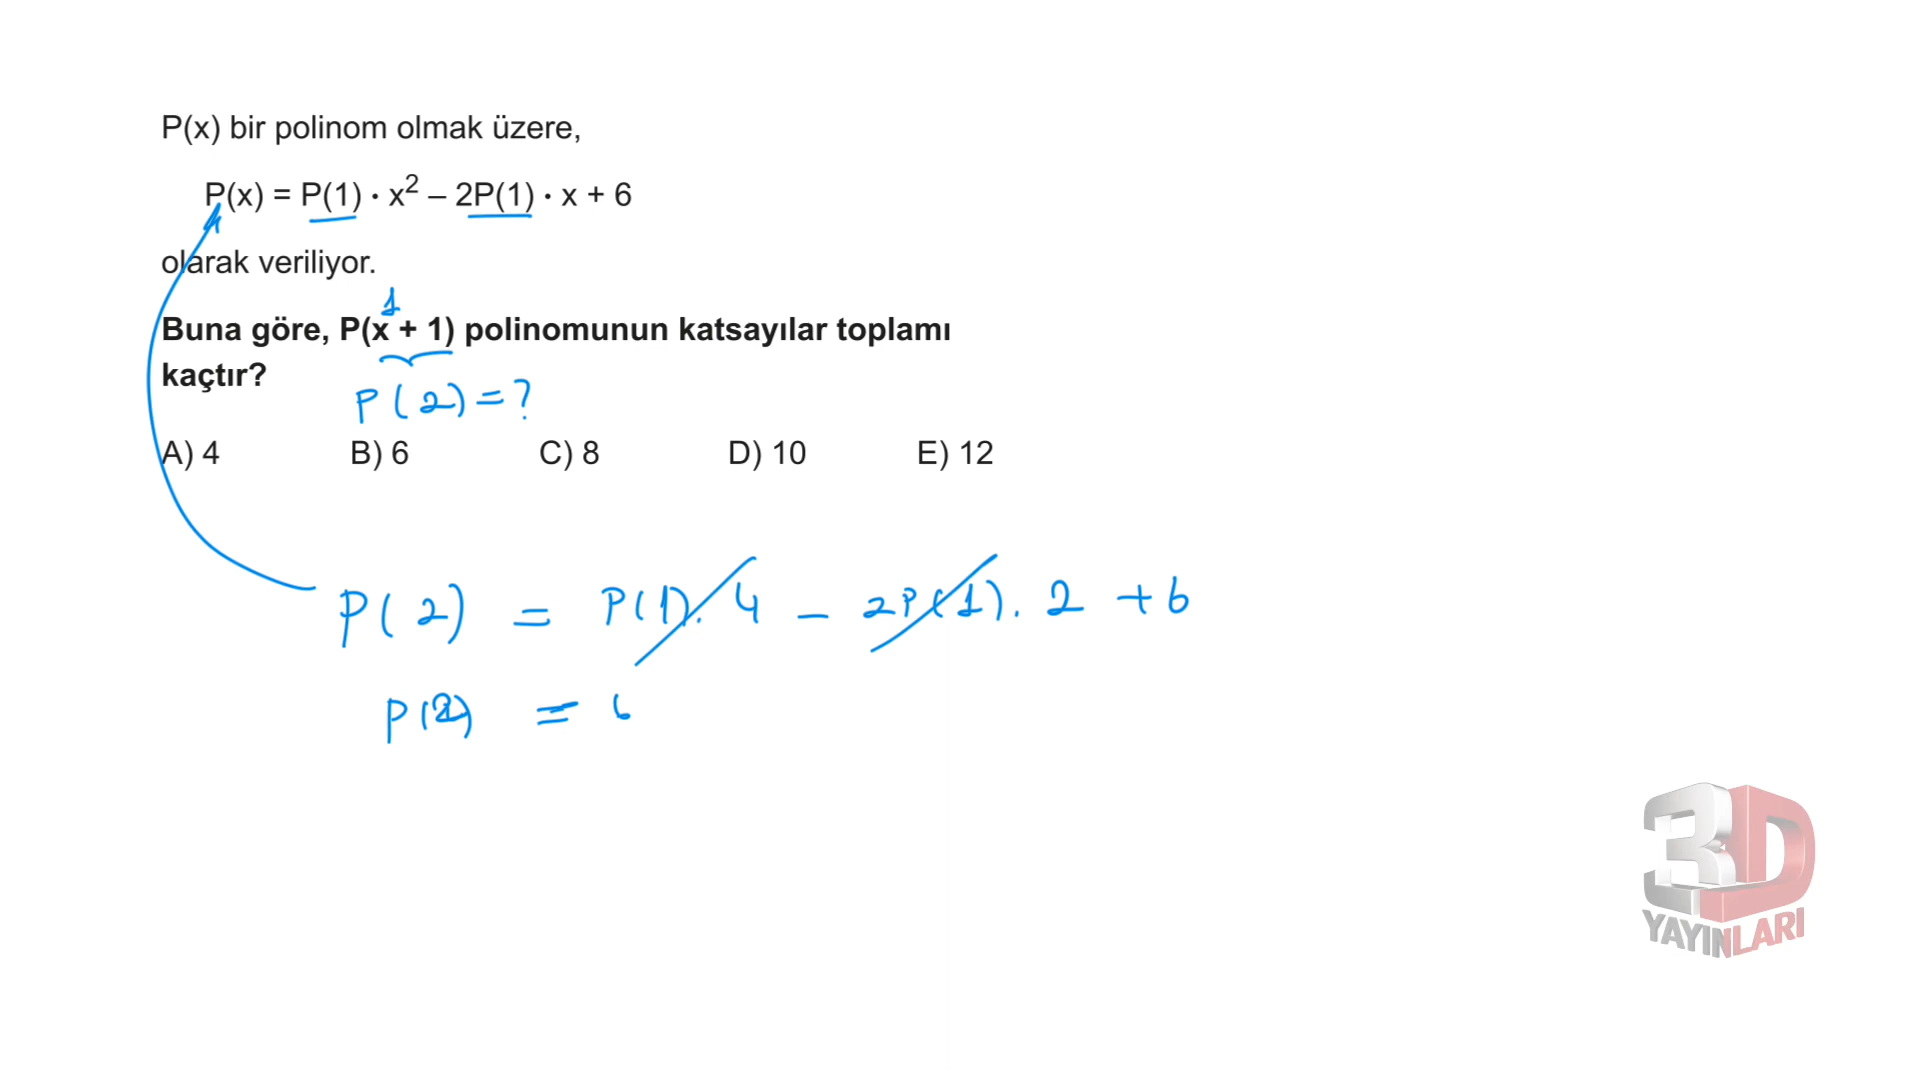 P(x) bir polinom olmak üzere,
P(x) = P(1) · x² – 2P(1) · x + 6
olarak veriliyor.
1
Buna göre, P(x + 1) polinomunun katsayılar toplamı
kaçtır?
P(2)=?
A) 4 B) 6 C) 8 D) 10 E) 12
P(2) = P(1). 4 – 2P(1). 2 +6
P(2) = 6
3D
YAYINLARI